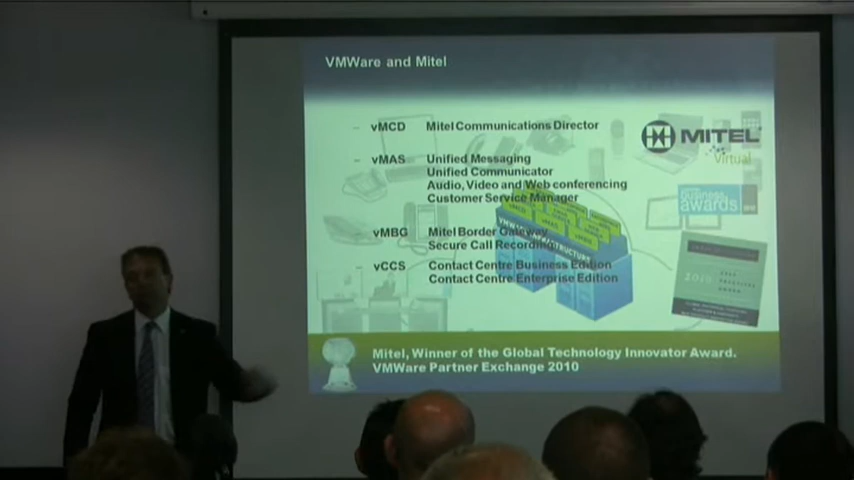 VMWare and Mitel
– vMCD Mitel Communications Director
MITEL
Virtual
– vMAS Unified Messaging
Unified Communicator
Audio, Video and Web conferencing
Customer Service Manager
business
awards
vMBG Mitel Border Gateway
Secure Call Recording
vCCS Contact Centre Business Edition
Contact Centre Enterprise Edition
2010
Mitel, Winner of the Global Technology Innovator Award.
VMWare Partner Exchange 2010